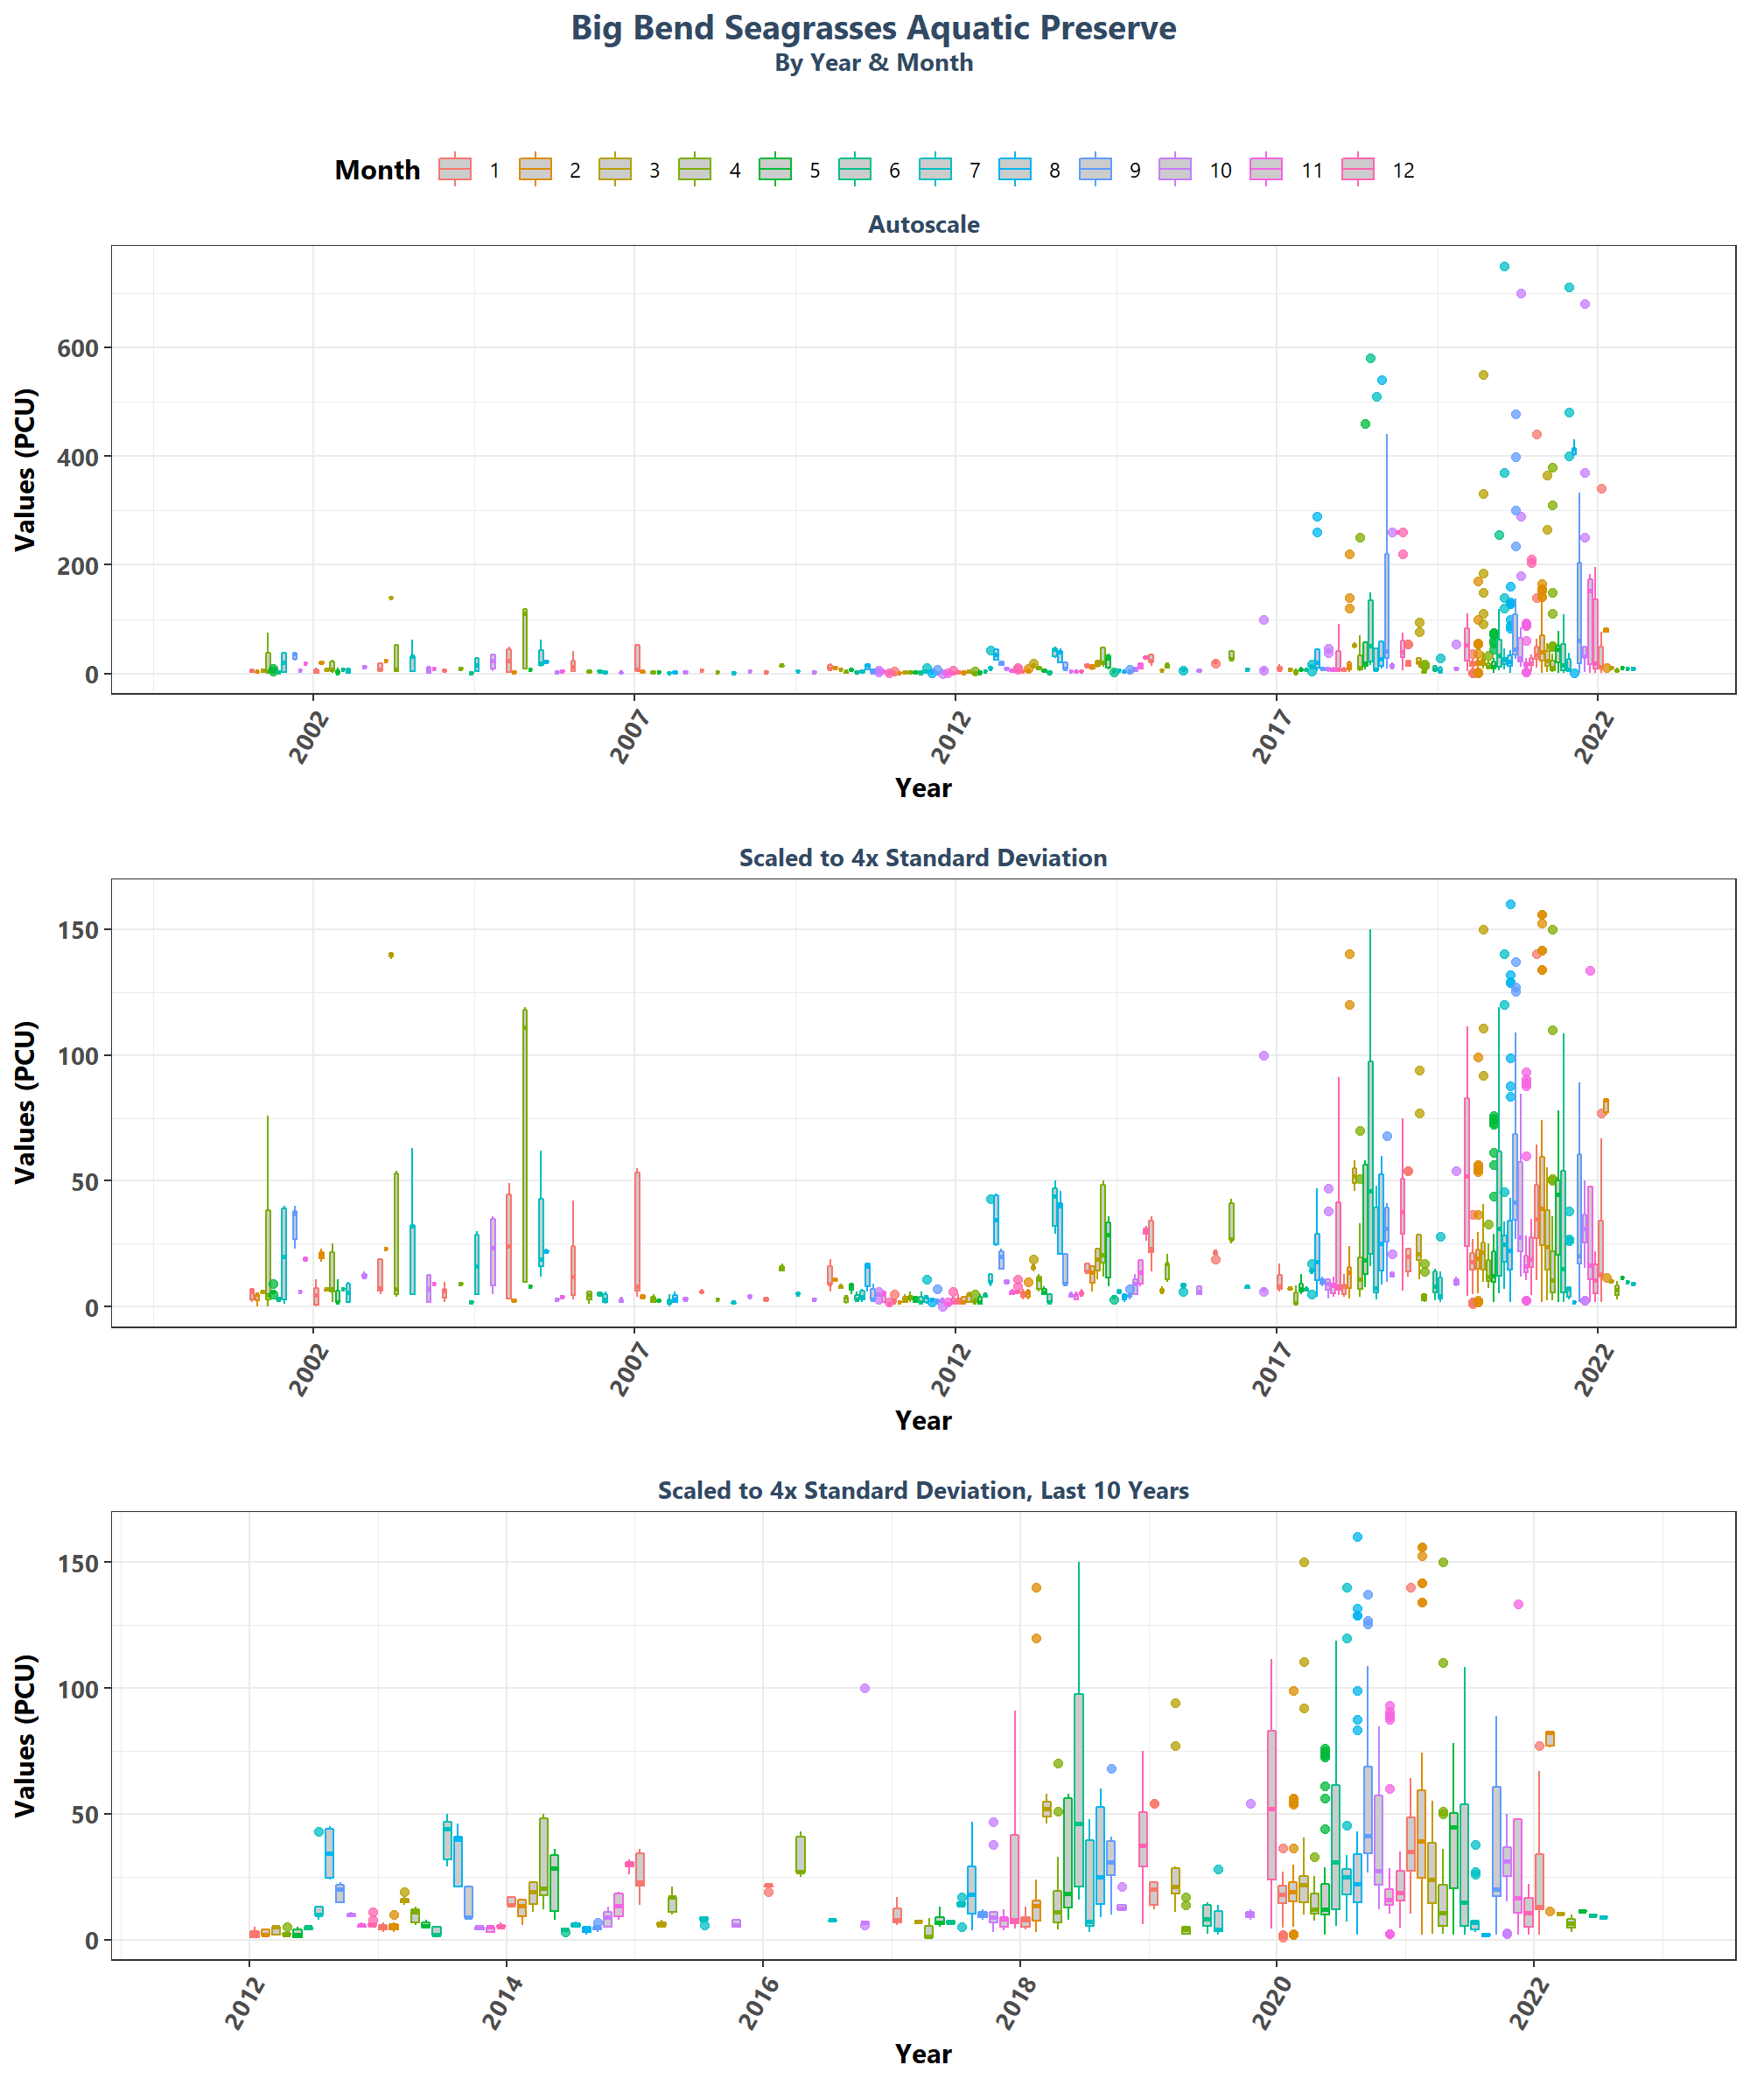 Big Bend Seagrasses Aquatic Preserve
By Year & Month
Month 1 2 3 4 5 6 7 8 9 10 11 12
Autoscale
Values (PCU)
600
400
200
0
2002 2007 2012 2017 2022
Year
Scaled to 4x Standard Deviation
Values (PCU)
150
100
50
0
2002 2007 2012 2017 2022
Year
Scaled to 4x Standard Deviation, Last 10 Years
Values (PCU)
150
100
50
0
2012 2014 2016 2018 2020 2022
Year